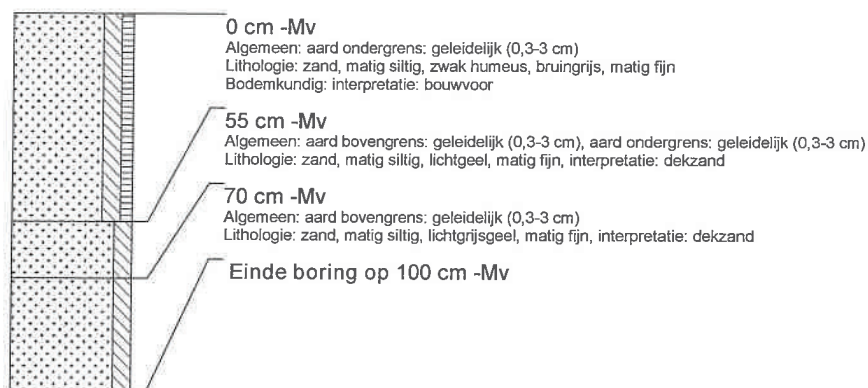 0 cm -Mv
Algemeen: aard ondergrens: geleidelijk (0,3-3 cm)
Lithologie: zand, matig siltig, zwak humeus, bruingrijs, matig fijn
Bodemkundig: interpretatie: bouwvoor
55 cm -Mv
Algemeen: aard bovengrens: geleidelijk (0,3-3 cm), aard ondergrens: geleidelijk (0,3-3 cm)
Lithologie: zand, matig siltig, lichtgeel, matig fijn, interpretatie: dekzand
70 cm -Mv
Algemeen: aard bovengrens: geleidelijk (0,3-3 cm)
Lithologie: zand, matig siltig, lichtgrijsgeel, matig fijn, interpretatie: dekzand
Einde boring op 100 cm -Mv